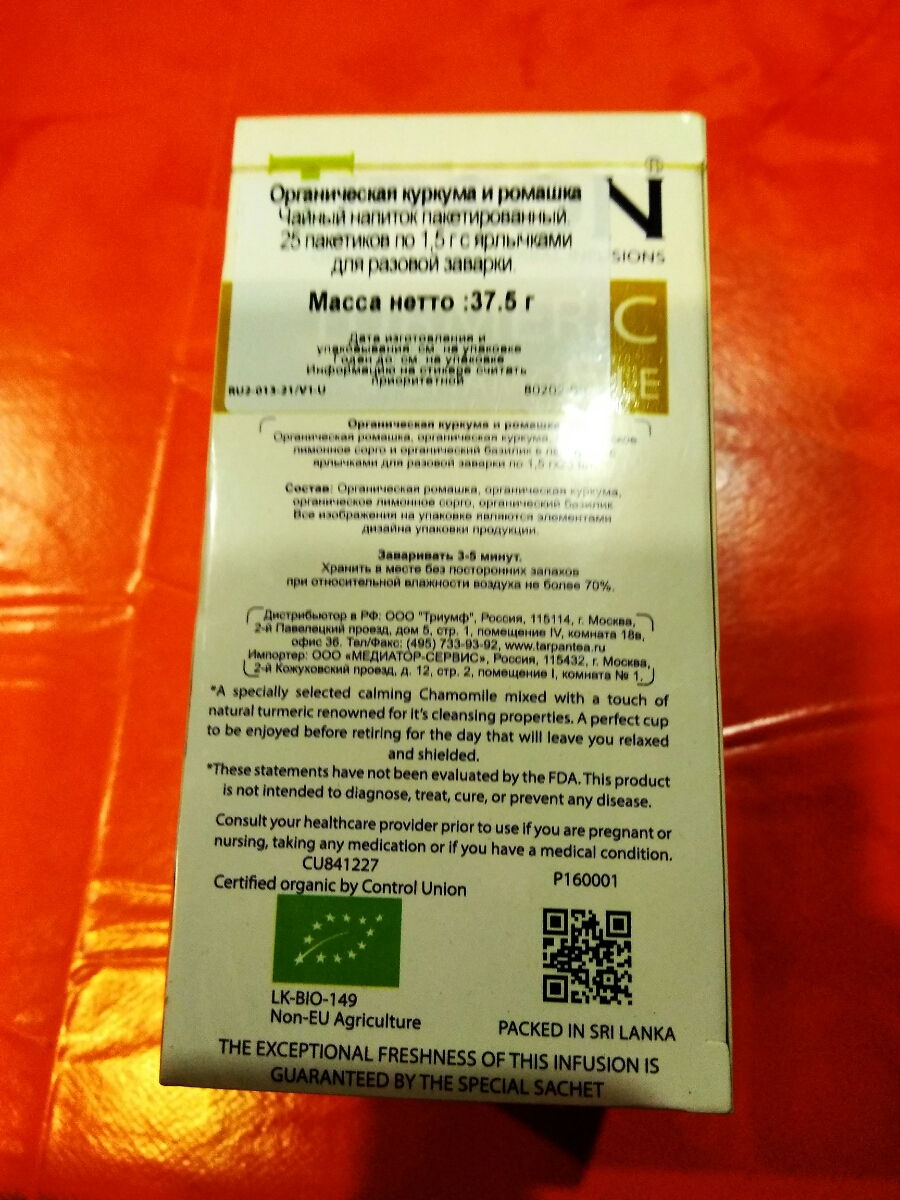 N®
Органическая куркума и ромашка
Чайный напиток пакетированный.
25 пакетиков по 1,5 г с ярлычками
для разовой заварки.
Масса нетто :37.5 г
C
E
Дата изготовления и
упаковывания см. на упаковке
Годен до: см. на упаковке
Информацию на стикере считать
приоритетной
RU2-013-21/V1-U
Органическая куркума и ромашка
Органическая ромашка, органическая куркума,
лимонное сорго и органический базилик в
ярлычками для разовой заварки по 1,5
Состав: Органическая ромашка, органическая куркума,
органическое лимонное сорго, органический базилик.
Все изображения на упаковке являются элементами
дизайна упаковки продукции.
Заваривать 3-5 минут.
Хранить в месте без посторонних запахов
при относительной влажности воздуха не более 70%.
Дистрибьютор в РФ: ООО "Триумф", Россия, 115114, г. Москва,
2-й Павелецкий проезд, дом 5, стр. 1, помещение IV, комната 18в,
офис 36. Тел/Факс: (495) 733-93-92, www.tarpantea.ru
Импортер: ООО «МЕДИАТОР-СЕРВИС», Россия, 115432, г. Москва,
2-й Кожуховский проезд, д. 12, стр. 2, помещение I, комната № 1.
*A specially selected calming Chamomile mixed with a touch of
natural turmeric renowned for it's cleansing properties. A perfect cup
to be enjoyed before retiring for the day that will leave you relaxed
and shielded.
*These statements have not been evaluated by the FDA. This product
is not intended to diagnose, treat, cure, or prevent any disease.
Consult your healthcare provider prior to use if you are pregnant or
nursing, taking any medication or if you have a medical condition.
CU841227
Certified organic by Control Union
P160001
LK-BIO-149
Non-EU Agriculture
PACKED IN SRI LANKA
THE EXCEPTIONAL FRESHNESS OF THIS INFUSION IS
GUARANTEED BY THE SPECIAL SACHET